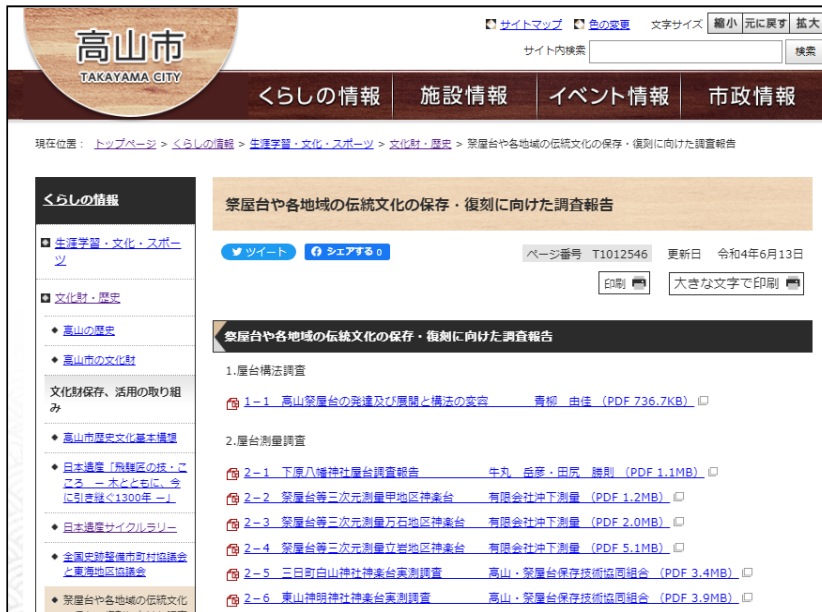 高山市
TAKAYAMA CITY
サイトマップ 色の変更 文字サイズ 縮小 元に戻す 拡大
サイト内検索 検索
くらしの情報 施設情報 イベント情報 市政情報
現在位置： トップページ > くらしの情報 > 生涯学習・文化・スポーツ > 文化財・歴史 > 祭屋台や各地域の伝統文化の保存・復刻に向けた調査報告
くらしの情報
生涯学習・文化・スポー
ツ
文化財・歴史
高山の歴史
高山市の文化財
文化財保存、活用の取り組
み
高山市歴史文化基本構想
日本遺産「飛騨匠の技・こ
ころ － 木とともに、今
に引き継ぐ1300年 －」
日本遺産サイクルラリー
全国史跡整備市町村協議会
と東海地区協議会
祭屋台や各地域の伝統文化
祭屋台や各地域の伝統文化の保存・復刻に向けた調査報告
ツイート シェアする 0
ページ番号 T1012546 更新日 令和4年6月13日
印刷 大きな文字で印刷
祭屋台や各地域の伝統文化の保存・復刻に向けた調査報告
1.屋台構法調査
1－1 高山祭屋台の発達及び展開と構法の変容 青柳 由佳 （PDF 736.7KB）
2.屋台測量調査
2－1 下原八幡神社屋台調査報告 牛丸 岳彦・田尻 勝則 （PDF 1.1MB）
2－2 祭屋台等三次元測量甲地区神楽台 有限会社沖下測量 （PDF 1.2MB）
2－3 祭屋台等三次元測量万石地区神楽台 有限会社沖下測量 （PDF 2.0MB）
2－4 祭屋台等三次元測量立岩地区神楽台 有限会社沖下測量 （PDF 5.1MB）
2－5 三日町白山神社神楽台実測調査 高山・祭屋台保存技術協同組合 （PDF 3.4MB）
2－6 東山神明神社神楽台実測調査 高山・祭屋台保存技術協同組合 （PDF 3.9MB）